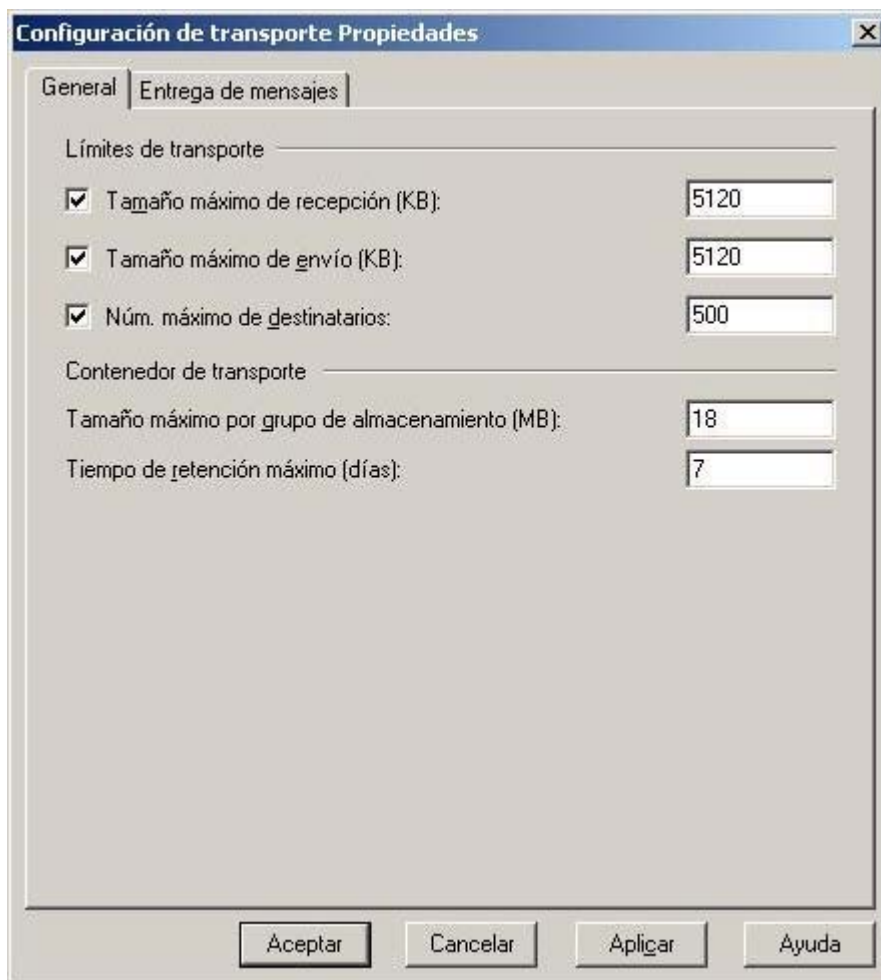 Configuración de transporte Propiedades
General Entrega de mensajes
Límites de transporte
Tamaño máximo de recepción (KB): 5120
Tamaño máximo de envío (KB): 5120
Núm. máximo de destinatarios: 500
Contenedor de transporte
Tamaño máximo por grupo de almacenamiento (MB): 18
Tiempo de retención máximo (días): 7
Aceptar Cancelar Aplicar Ayuda